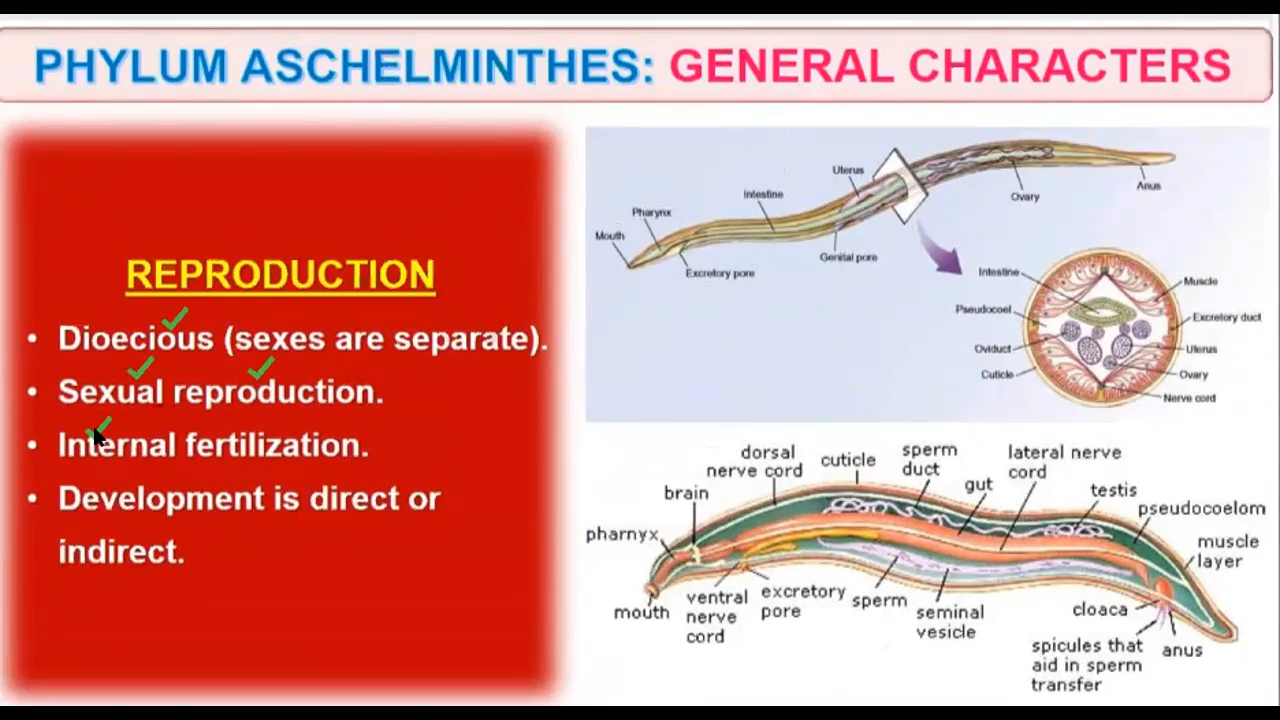 PHYLUM ASCHELMINTHES: GENERAL CHARACTERS
REPRODUCTION
• Dioecious (sexes are separate).
• Sexual reproduction.
• Internal fertilization.
• Development is direct or
indirect.
Mouth
Pharynx
Excretory pore
Intestine
Uterus
Genital pore
Ovary
Anus
Intestine
Pseudocoel
Oviduct
Cuticle
Muscle
Excretory duct
Uterus
Ovary
Nerve cord
pharnyx
brain
dorsal
nerve cord
cuticle
sperm
duct
gut
lateral nerve
cord
testis
pseudocoelom
muscle
layer
mouth
ventral
nerve
cord
excretory
pore
sperm
seminal
vesicle
cloaca
spicules that
aid in sperm
transfer
anus